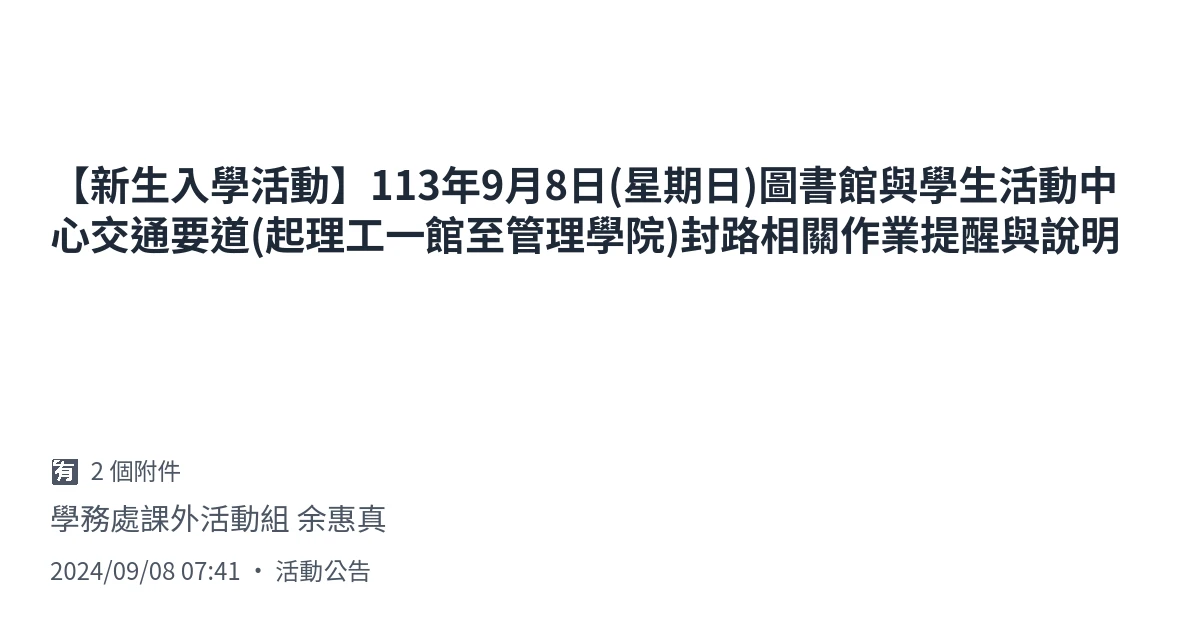 【新生入學活動】113年9月8日(星期日)圖書館與學生活動中
心交通要道(起理工一館至管理學院)封路相關作業提醒與說明
有 2 個附件
學務處課外活動組 余惠真
2024/09/08 07:41 • 活動公告